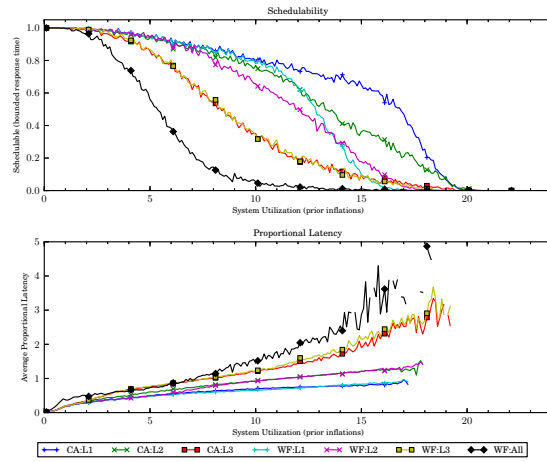 Schedulability
1.0
0.8
0.6
0.4
0.2
0.0
Schedulable (bounded response time)
0 5 10 15 20
System Utilization (prior inflations)
Proportional Latency
5
4
3
2
1
0
Average Proportional Latency
0 5 10 15 20
System Utilization (prior inflations)
CA:L1 CA:L2 CA:L3 WF:L1 WF:L2 WF:L3 WF:All